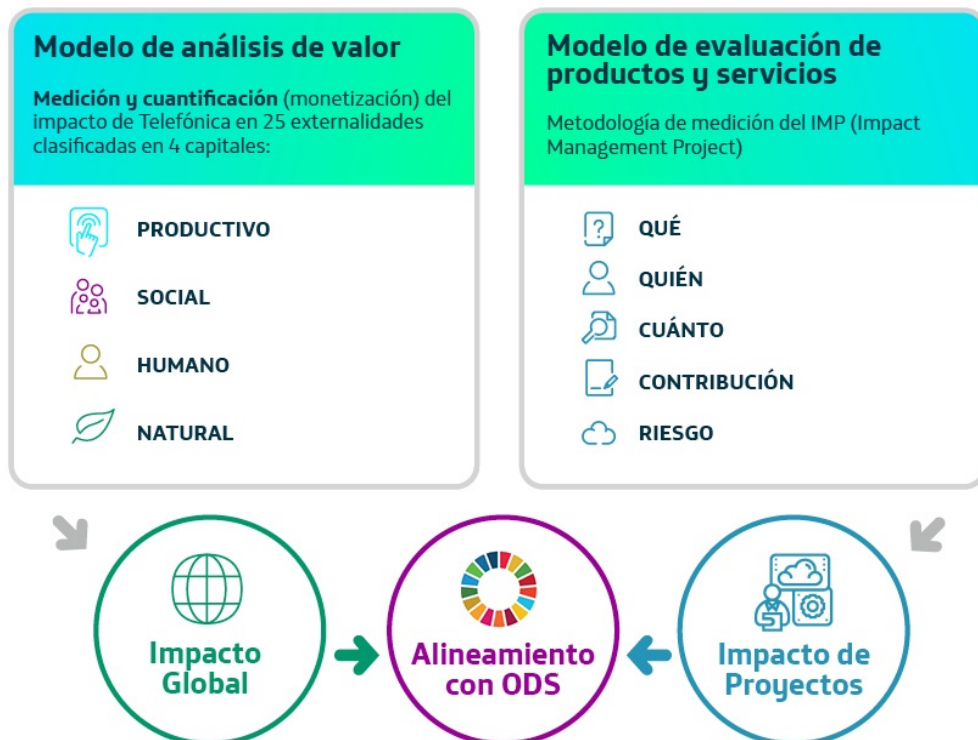 Modelo de análisis de valor
Medición y cuantificación (monetización) del
impacto de Telefónica en 25 externalidades
clasificadas en 4 capitales:
PRODUCTIVO
SOCIAL
HUMANO
NATURAL
Modelo de evaluación de
productos y servicios
Metodología de medición del IMP (Impact
Management Project)
QUÉ
QUIÉN
CUÁNTO
CONTRIBUCIÓN
RIESGO
Impacto
Global
Alineamiento
con ODS
Impacto de
Proyectos